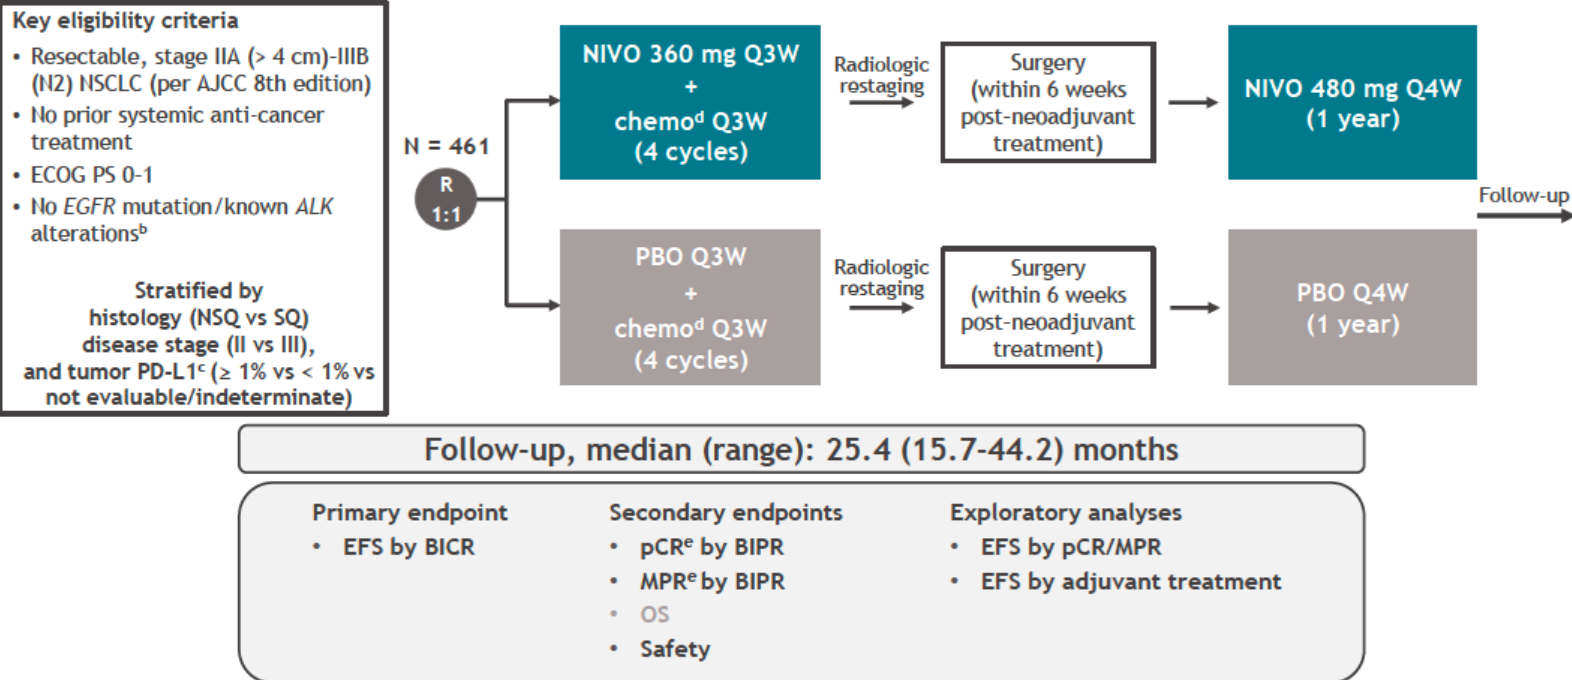 Key eligibility criteria
• Resectable, stage IIA (> 4 cm)-IIIB
(N2) NSCLC (per AJCC 8th edition)
• No prior systemic anti-cancer
treatment
• ECOG PS 0-1
• No EGFR mutation/known ALK
alterationsᵇ
Stratified by
histology (NSQ vs SQ)
disease stage (II vs III),
and tumor PD-L1ᶜ (≥ 1% vs < 1% vs
not evaluable/indeterminate)
N = 461
R
1:1
NIVO 360 mg Q3W
+
chemoᵈ Q3W
(4 cycles)
Radiologic
restaging
Surgery
(within 6 weeks
post-neoadjuvant
treatment)
NIVO 480 mg Q4W
(1 year)
PBO Q3W
+
chemoᵈ Q3W
(4 cycles)
Radiologic
restaging
Surgery
(within 6 weeks
post-neoadjuvant
treatment)
PBO Q4W
(1 year)
Follow-up
Follow-up, median (range): 25.4 (15.7-44.2) months
Primary endpoint
• EFS by BICR
Secondary endpoints
• pCRᵉ by BIPR
• MPRᵉ by BIPR
• OS
• Safety
Exploratory analyses
• EFS by pCR/MPR
• EFS by adjuvant treatment